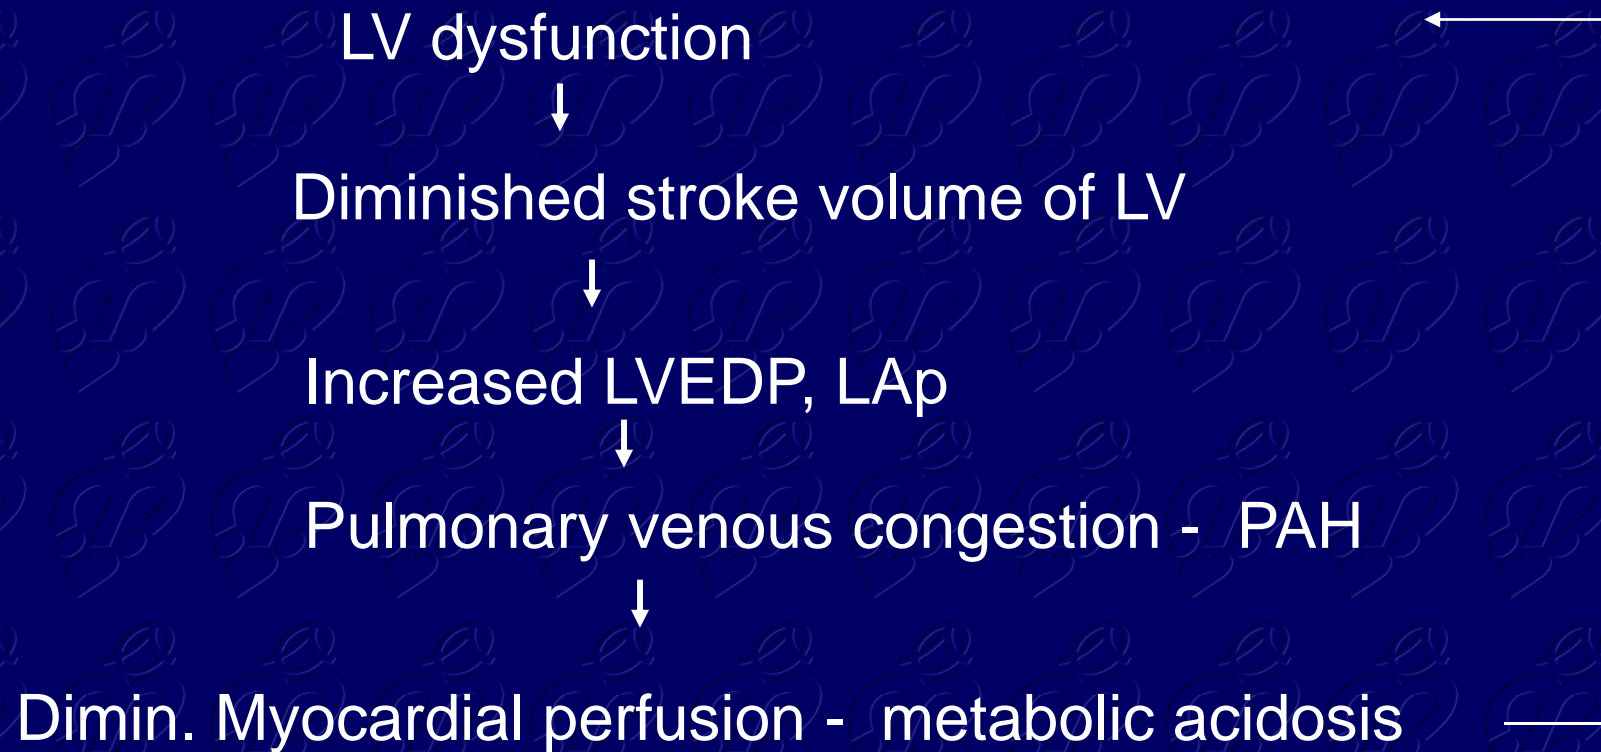 LV dysfunction
Diminished stroke volume of LV
Increased LVEDP, LAp
Pulmonary venous congestion - PAH
Dimin. Myocardial perfusion - metabolic acidosis